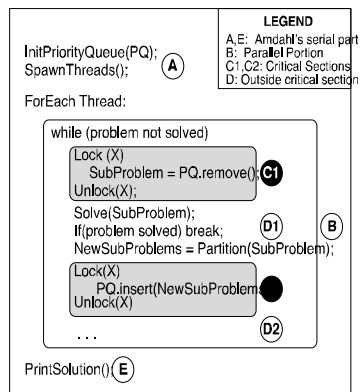 LEGEND
A,E: Amdahl's serial part
B: Parallel Portion
C1,C2: Critical Sections
D: Outside critical section
InitPriorityQueue(PQ);
SpawnThreads();
A
ForEach Thread:
while (problem not solved)
Lock (X)
SubProblem = PQ.remove();
C1
Unlock(X);
Solve(SubProblem);
If(problem solved) break;
D1
B
NewSubProblems = Partition(SubProblem);
Lock(X)
PQ.insert(NewSubProblems
Unlock(X)
. . .
D2
PrintSolution();
E